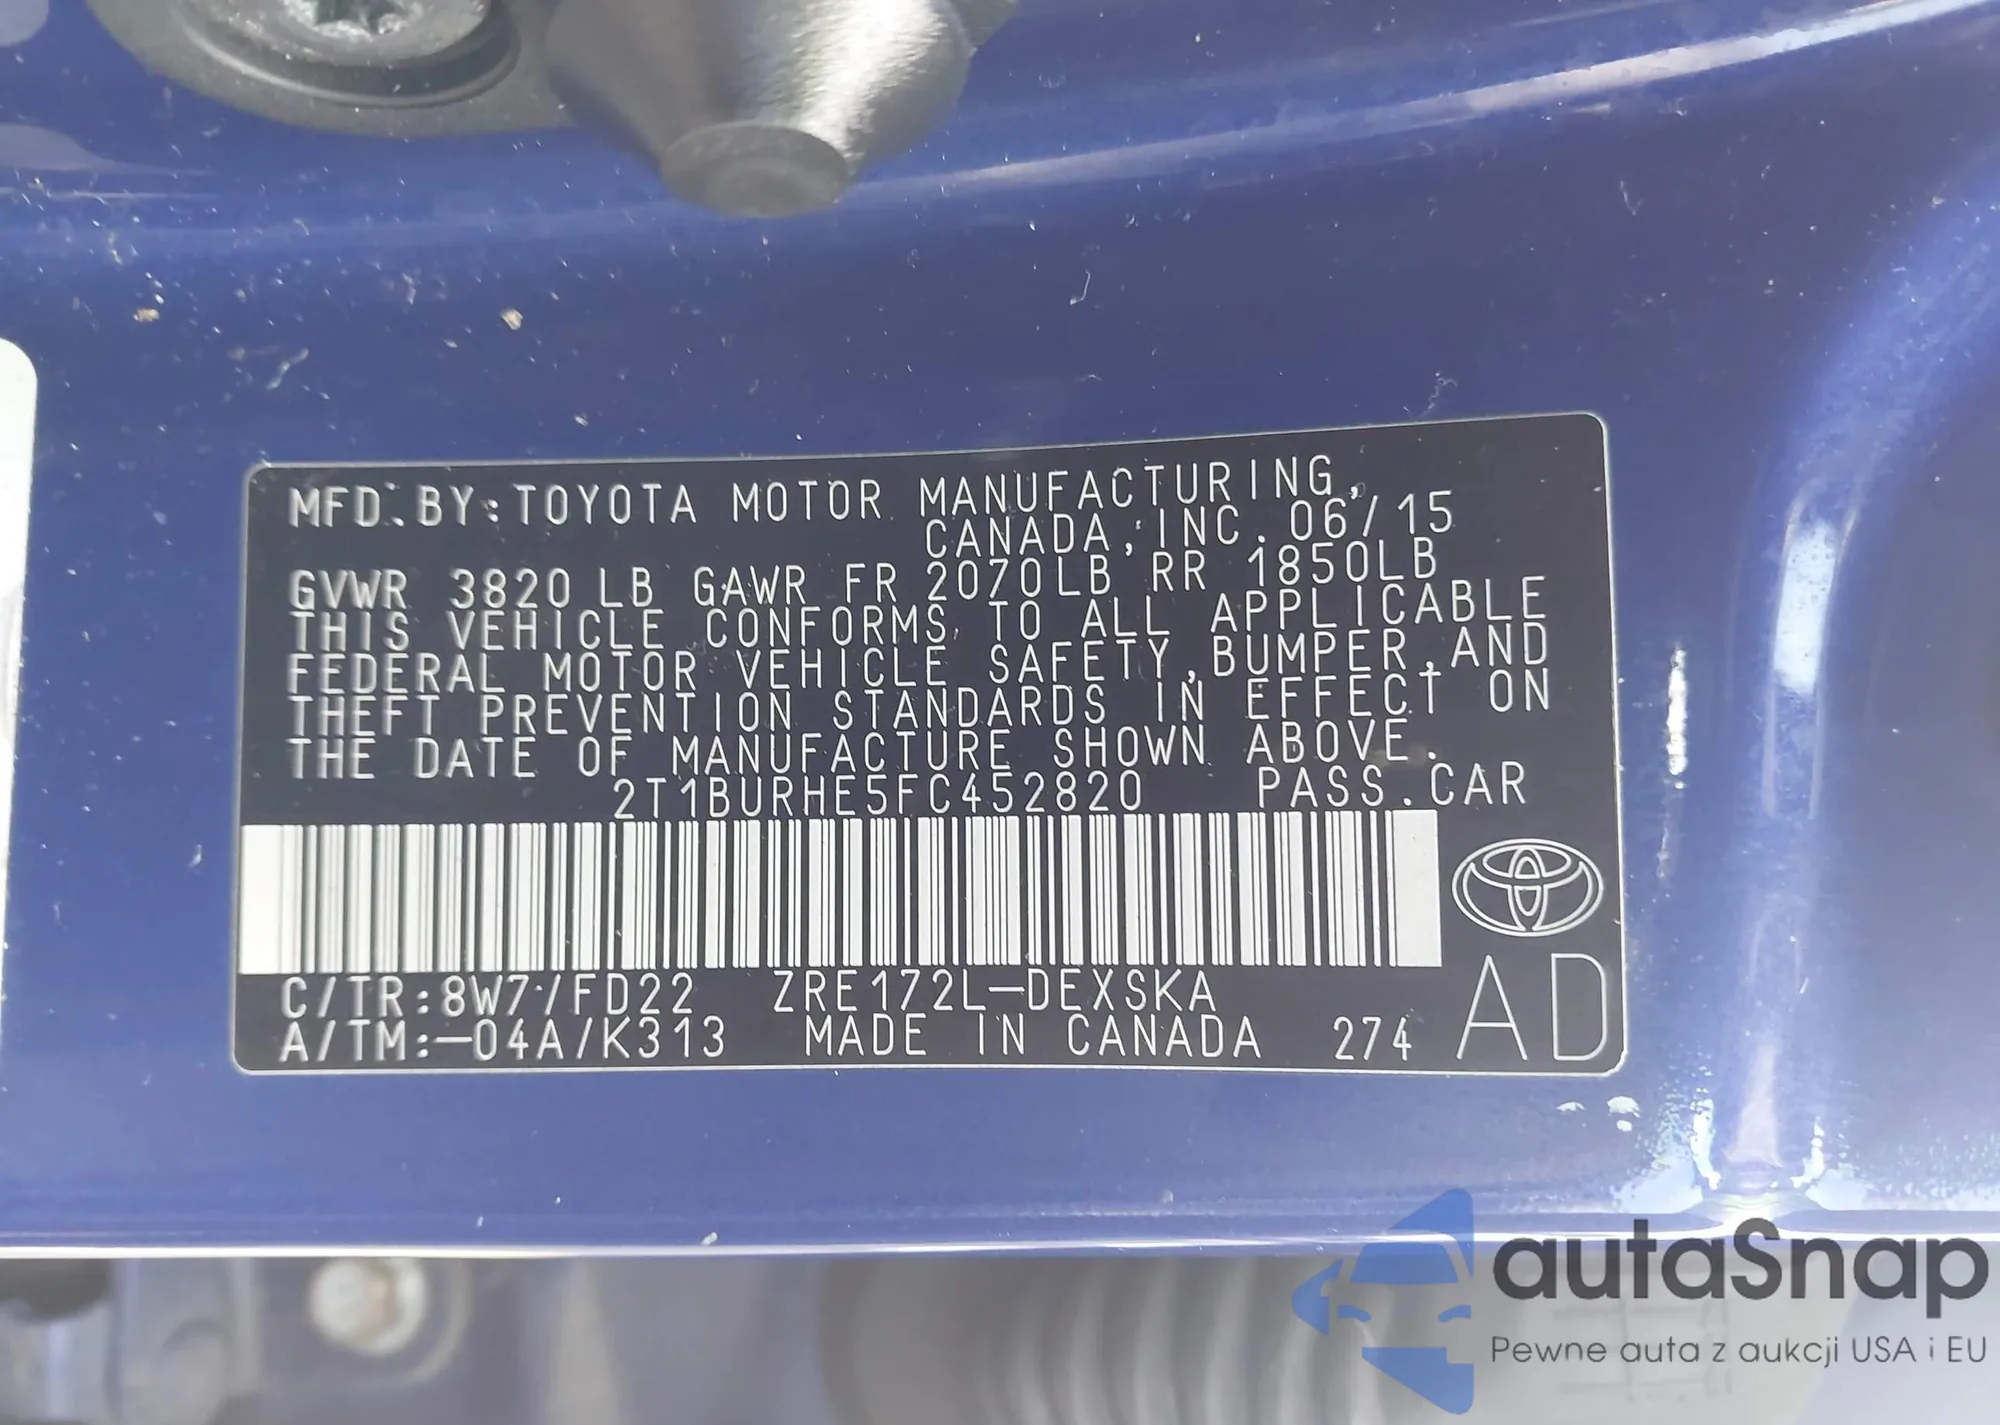 MFD. BY: TOYOTA MOTOR MANUFACTURING,
CANADA, INC. 06/15
GVWR 3820 LB GAWR FR 2070LB RR 1850LB
THIS VEHICLE CONFORMS TO ALL APPLICABLE
FEDERAL MOTOR VEHICLE SAFETY, BUMPER, AND
THEFT PREVENTION STANDARDS IN EFFECT ON
THE DATE OF MANUFACTURE SHOWN ABOVE.
2T1BURHE5FC452820 PASS. CAR
C/TR: 8W7 /FD22 ZRE172L-DEXSKA
A/TM:-04A/K313 MADE IN CANADA 274 AD
autaSnap
Pewne auta z aukcji USA i EU